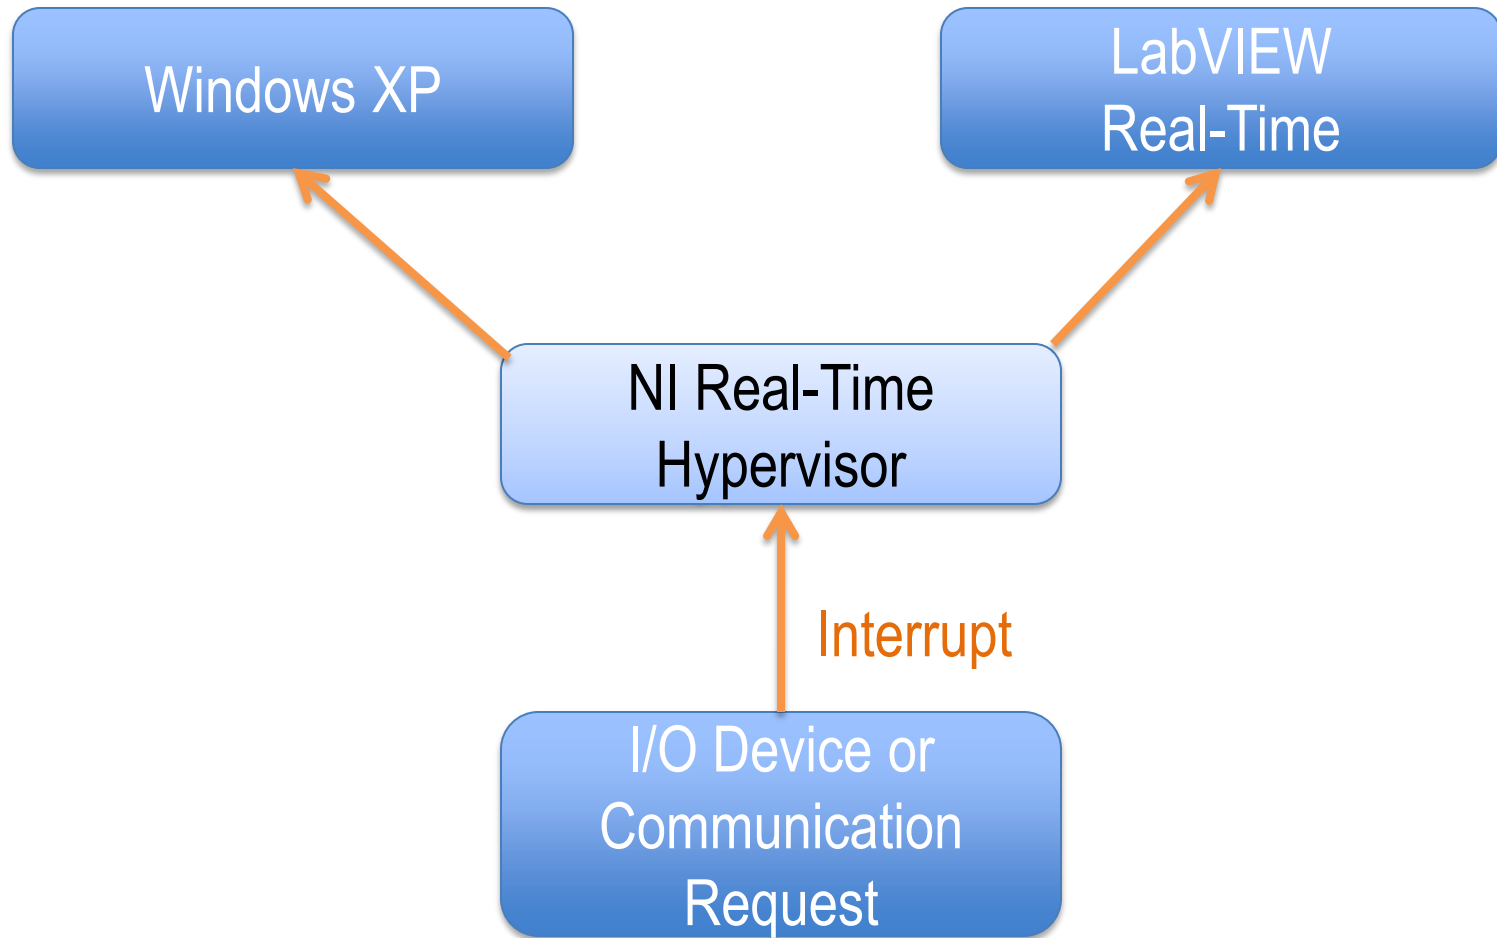 Windows XP
LabVIEW
Real-Time
NI Real-Time
Hypervisor
Interrupt
I/O Device or
Communication
Request